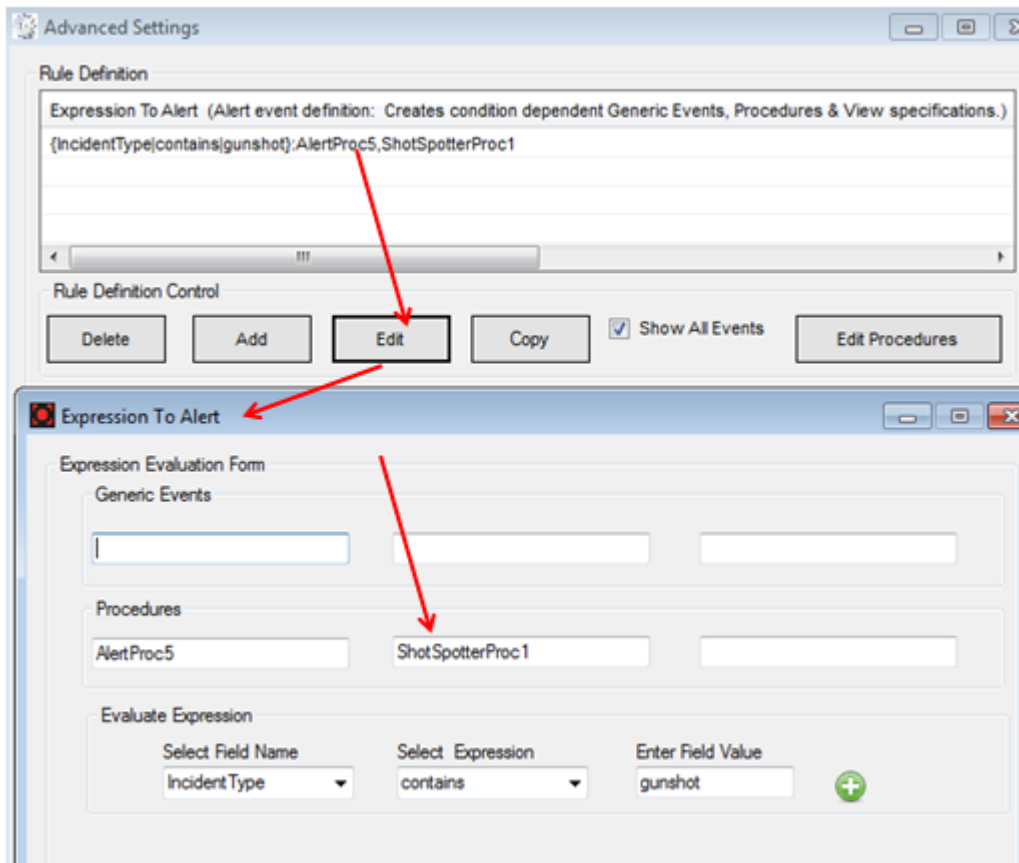 Advanced Settings
Rule Definition
Expression To Alert (Alert event definition: Creates condition dependent Generic Events, Procedures & View specifications.)
{IncidentType|contains|gunshot}:AlertProc5,ShotSpotterProc1
Rule Definition Control
Delete Add Edit Copy Show All Events Edit Procedures
Expression To Alert
Expression Evaluation Form
Generic Events
Procedures
AlertProc5 ShotSpotterProc1
Evaluate Expression
Select Field Name Select Expression Enter Field Value
IncidentType contains gunshot